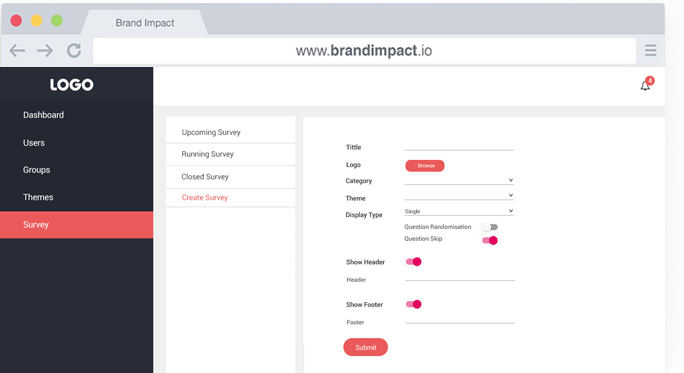 Brand Impact
www.brandimpact.io
LOGO
4
Dashboard
Users
Groups
Themes
Survey
Upcoming Survey
Running Survey
Closed Survey
Create Survey
Tittle
Logo Browse
Category
Theme
Display Type Single
Question Randomisation
Question Skip
Show Header
Header
Show Footer
Footer
Submit